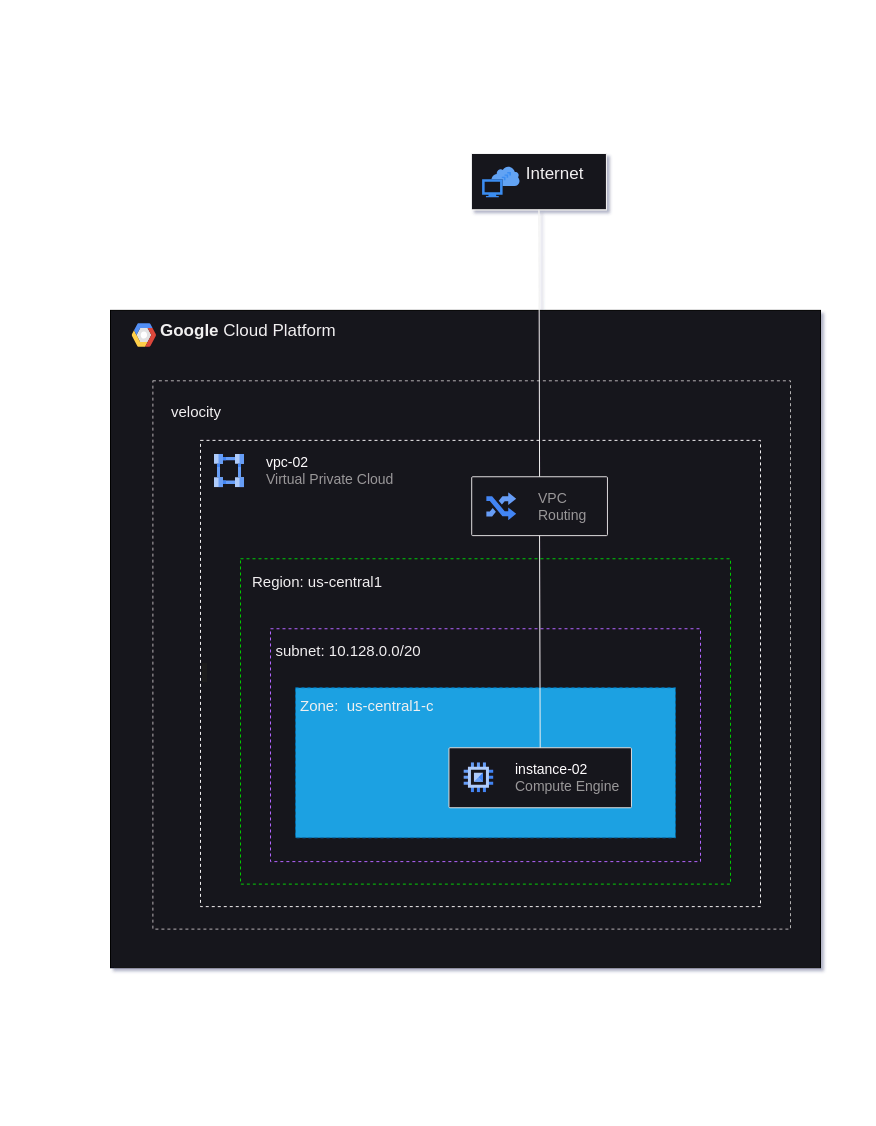 Internet
Google Cloud Platform
velocity
vpc-02
Virtual Private Cloud
VPC
Routing
Region: us-central1
subnet: 10.128.0.0/20
Zone:  us-central1-c
instance-02
Compute Engine